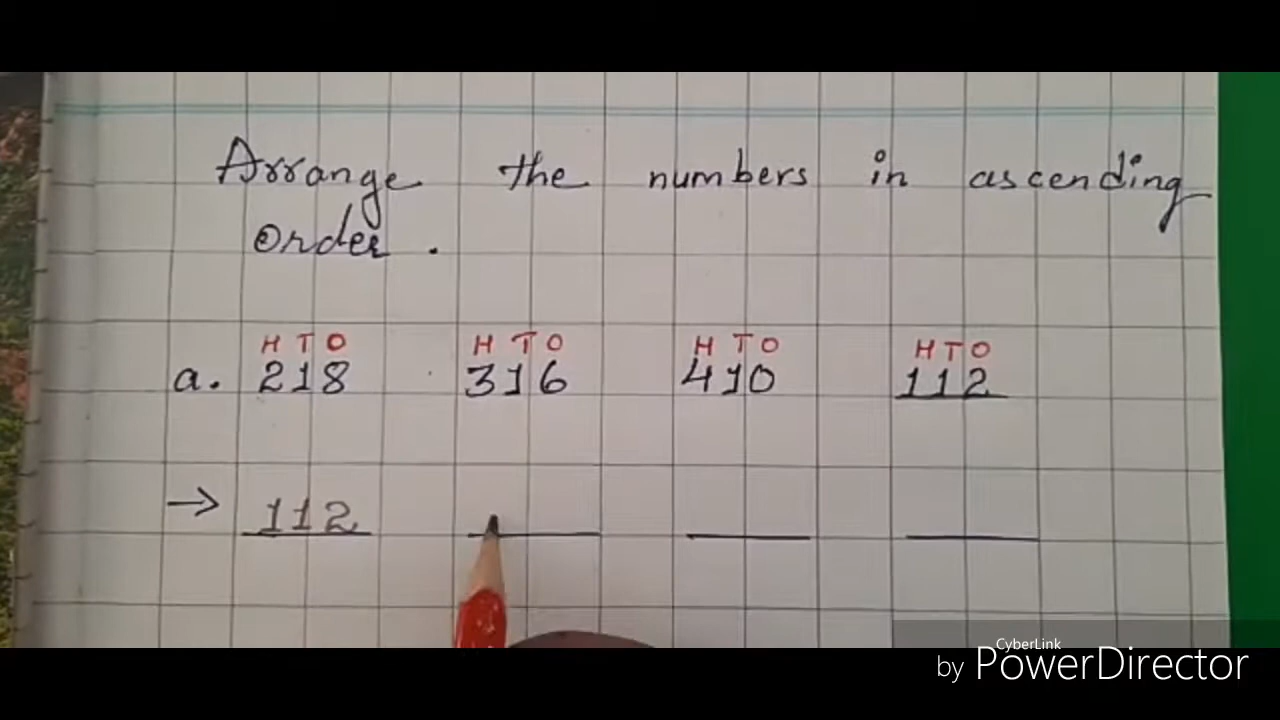 Arrange the numbers in ascending
order.
H T O H T O H T O H T O
a. 218 316 410 112
→ 112
CyberLink
by PowerDirector